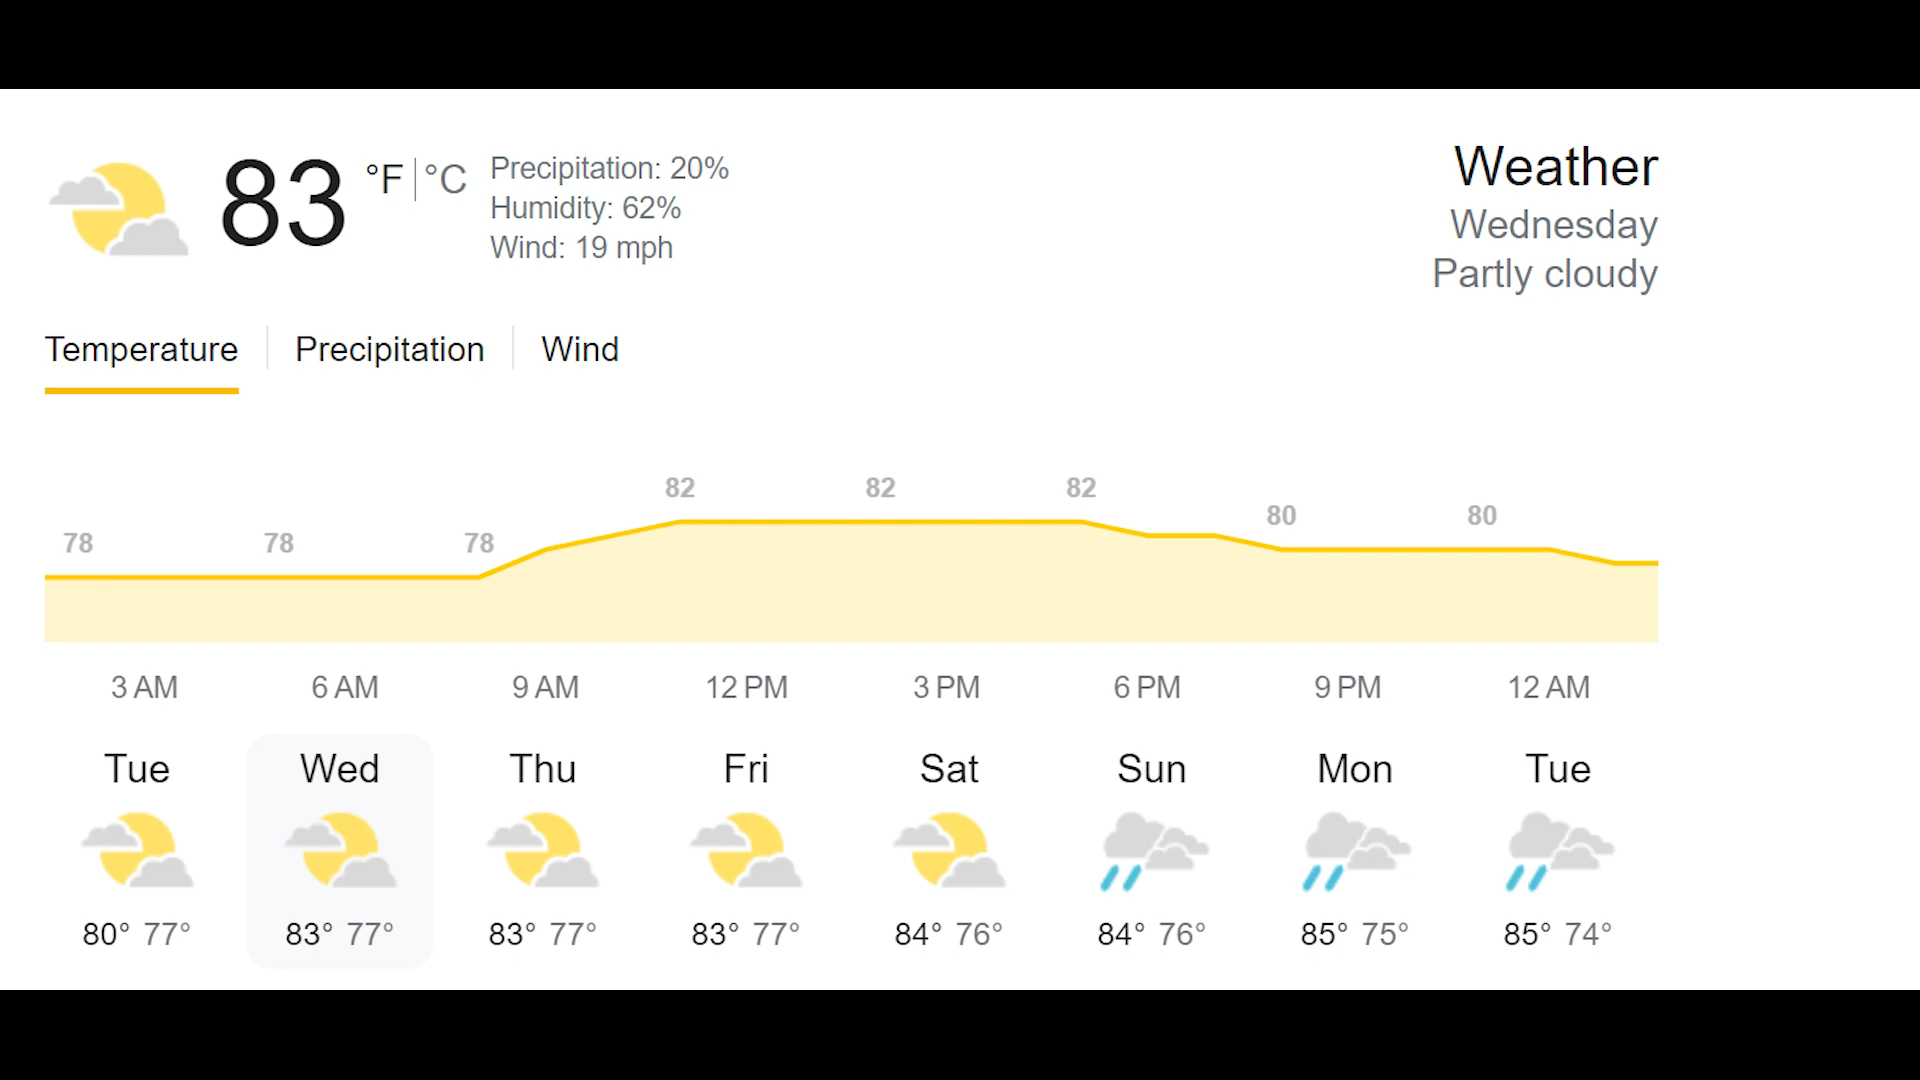 83 °F | °C
Precipitation: 20%
Humidity: 62%
Wind: 19 mph
Weather
Wednesday
Partly cloudy
Temperature Precipitation Wind
78 78 78 82 82 82 80 80
3 AM 6 AM 9 AM 12 PM 3 PM 6 PM 9 PM 12 AM
Tue Wed Thu Fri Sat Sun Mon Tue
80° 77° 83° 77° 83° 77° 83° 77° 84° 76° 84° 76° 85° 75° 85° 74°